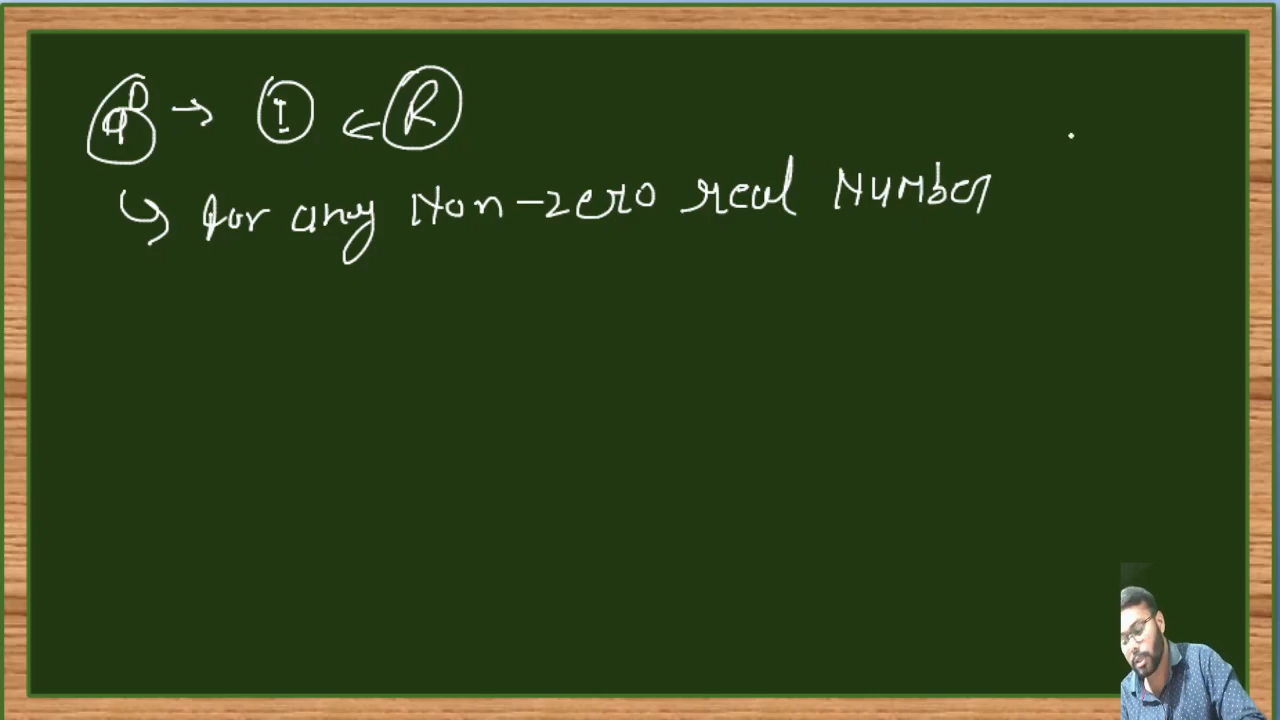 a^p → I ← R
↳ for any Non-zero real Number